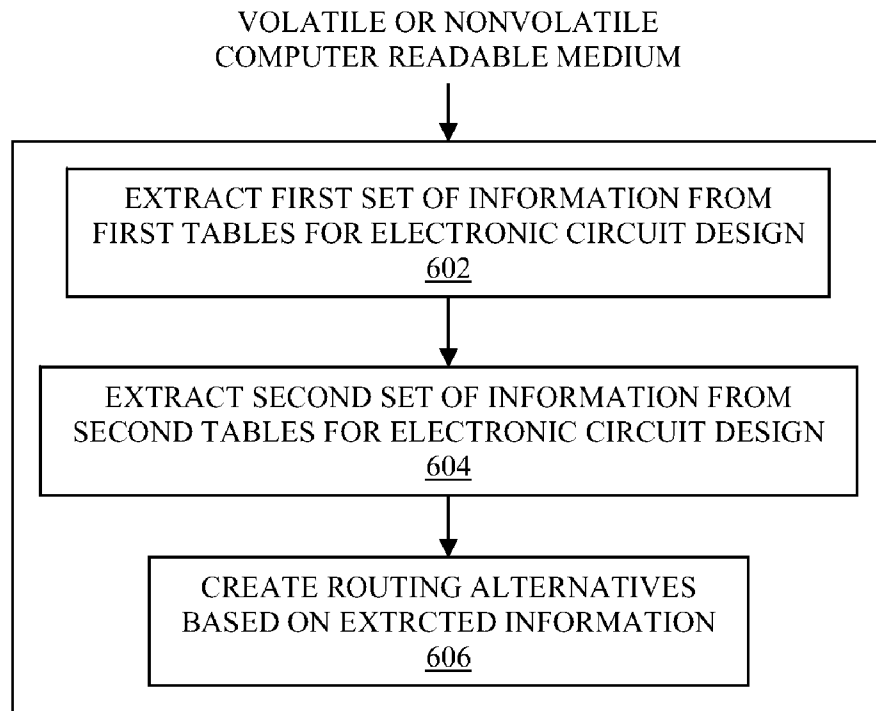 VOLATILE OR NONVOLATILE
COMPUTER READABLE MEDIUM
EXTRACT FIRST SET OF INFORMATION FROM
FIRST TABLES FOR ELECTRONIC CIRCUIT DESIGN
602
EXTRACT SECOND SET OF INFORMATION FROM
SECOND TABLES FOR ELECTRONIC CIRCUIT DESIGN
604
CREATE ROUTING ALTERNATIVES
BASED ON EXTRCTED INFORMATION
606